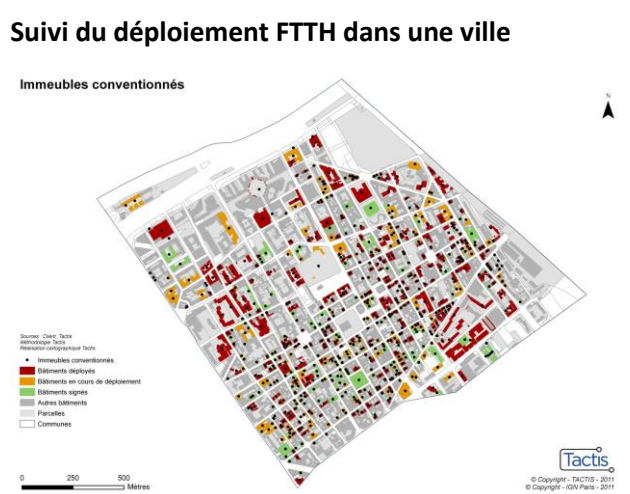 Suivi du déploiement FTTH dans une ville
Immeubles conventionnés
N
Sources : Client, Tactis
Méthodologie Tactis
Réalisation cartographique Tactis
Immeubles conventionnés
Bâtiments déployés
Bâtiments en cours de déploiement
Bâtiments signés
Autres bâtiments
Parcelles
Communes
0 250 500
Mètres
Tactis
© Copyright - TACTIS - 2011
© Copyright - IGN Paris - 2011